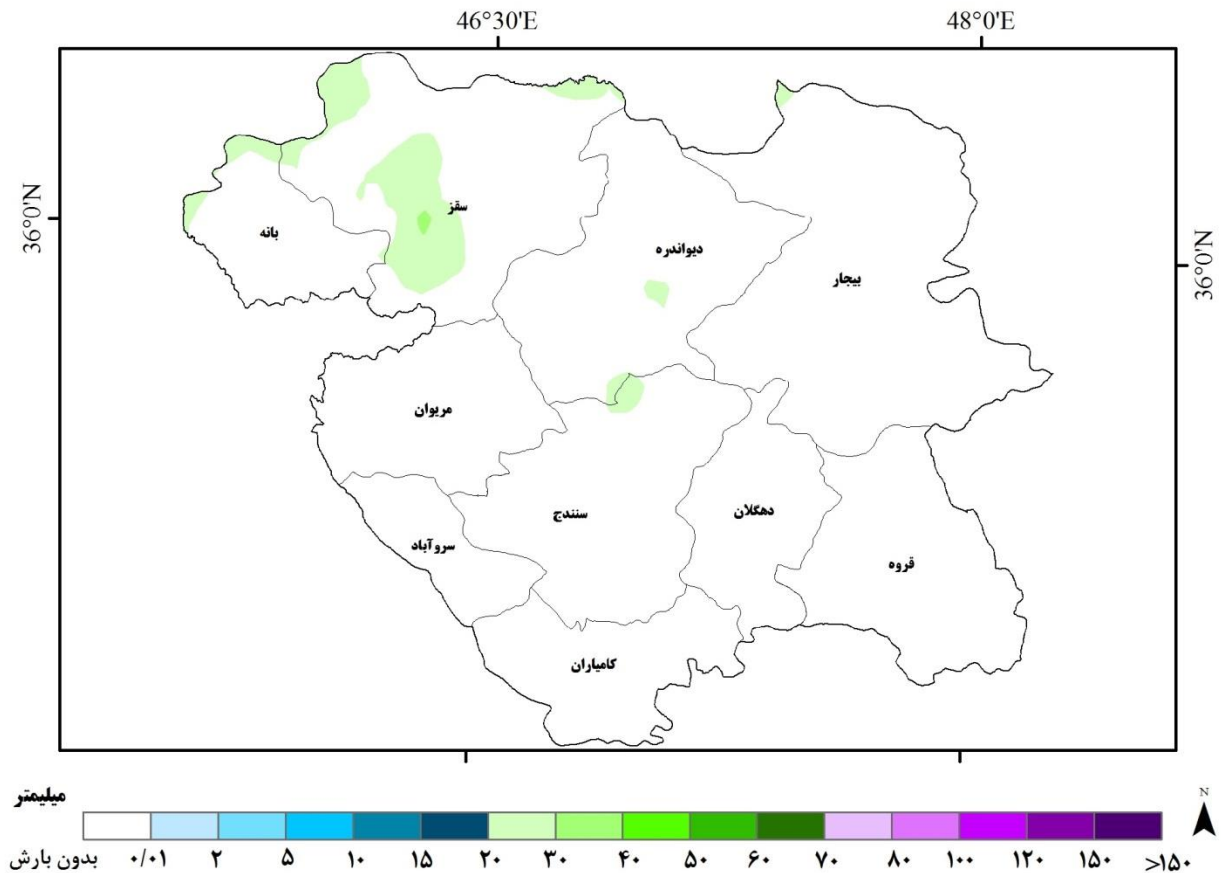 46°30'E 48°0'E
36°0'N
36°0'N
سقز
بانه
دیواندره
بیجار
مریوان
سنندج
دهگلان
سروآباد
قروه
کامیاران
میلیمتر
N
بدون بارش ۰/۰۱ ۲ ۵ ۱۰ ۱۵ ۲۰ ۳۰ ۴۰ ۵۰ ۶۰ ۷۰ ۸۰ ۱۰۰ ۱۲۰ ۱۵۰ >۱۵۰